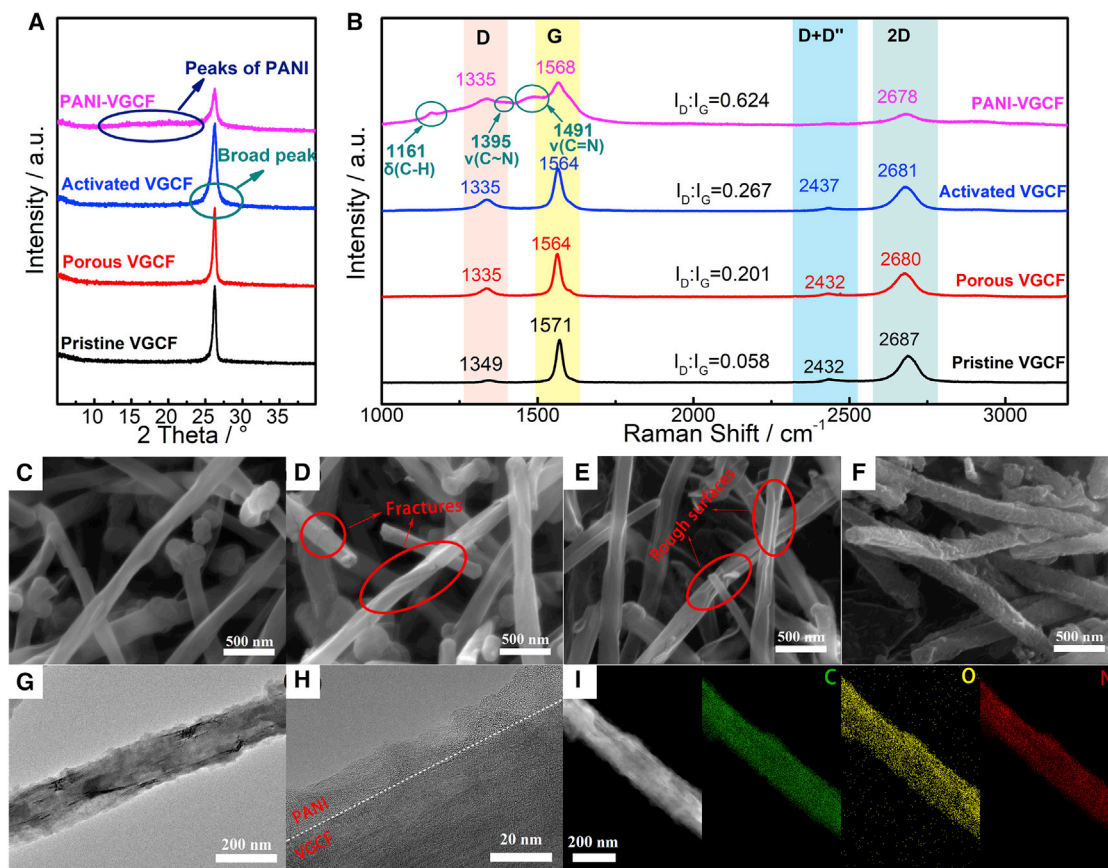 A
Intensity / a.u.
Peaks of PANI
PANI-VGCF
Broad peak
Activated VGCF
Porous VGCF
Pristine VGCF
5 15 25 35
2 Theta / °
B
Intensity / a.u.
D G D+D" 2D
1335 1568 I_D:I_G=0.624 2678 PANI-VGCF
1161
δ(C-H)
1395
ν(C~N)
1491
ν(C=N)
1335 1564 I_D:I_G=0.267 2437 2681 Activated VGCF
1335 1564 I_D:I_G=0.201 2432 2680 Porous VGCF
1349 1571 I_D:I_G=0.058 2432 2687 Pristine VGCF
1000 1500 2000 2500 3000
Raman Shift / cm⁻¹
C
500 nm
D
Fractures
500 nm
E
Rough surfaces
500 nm
F
500 nm
G
200 nm
H
PANI
VGCF
20 nm
I
200 nm
C
O
N